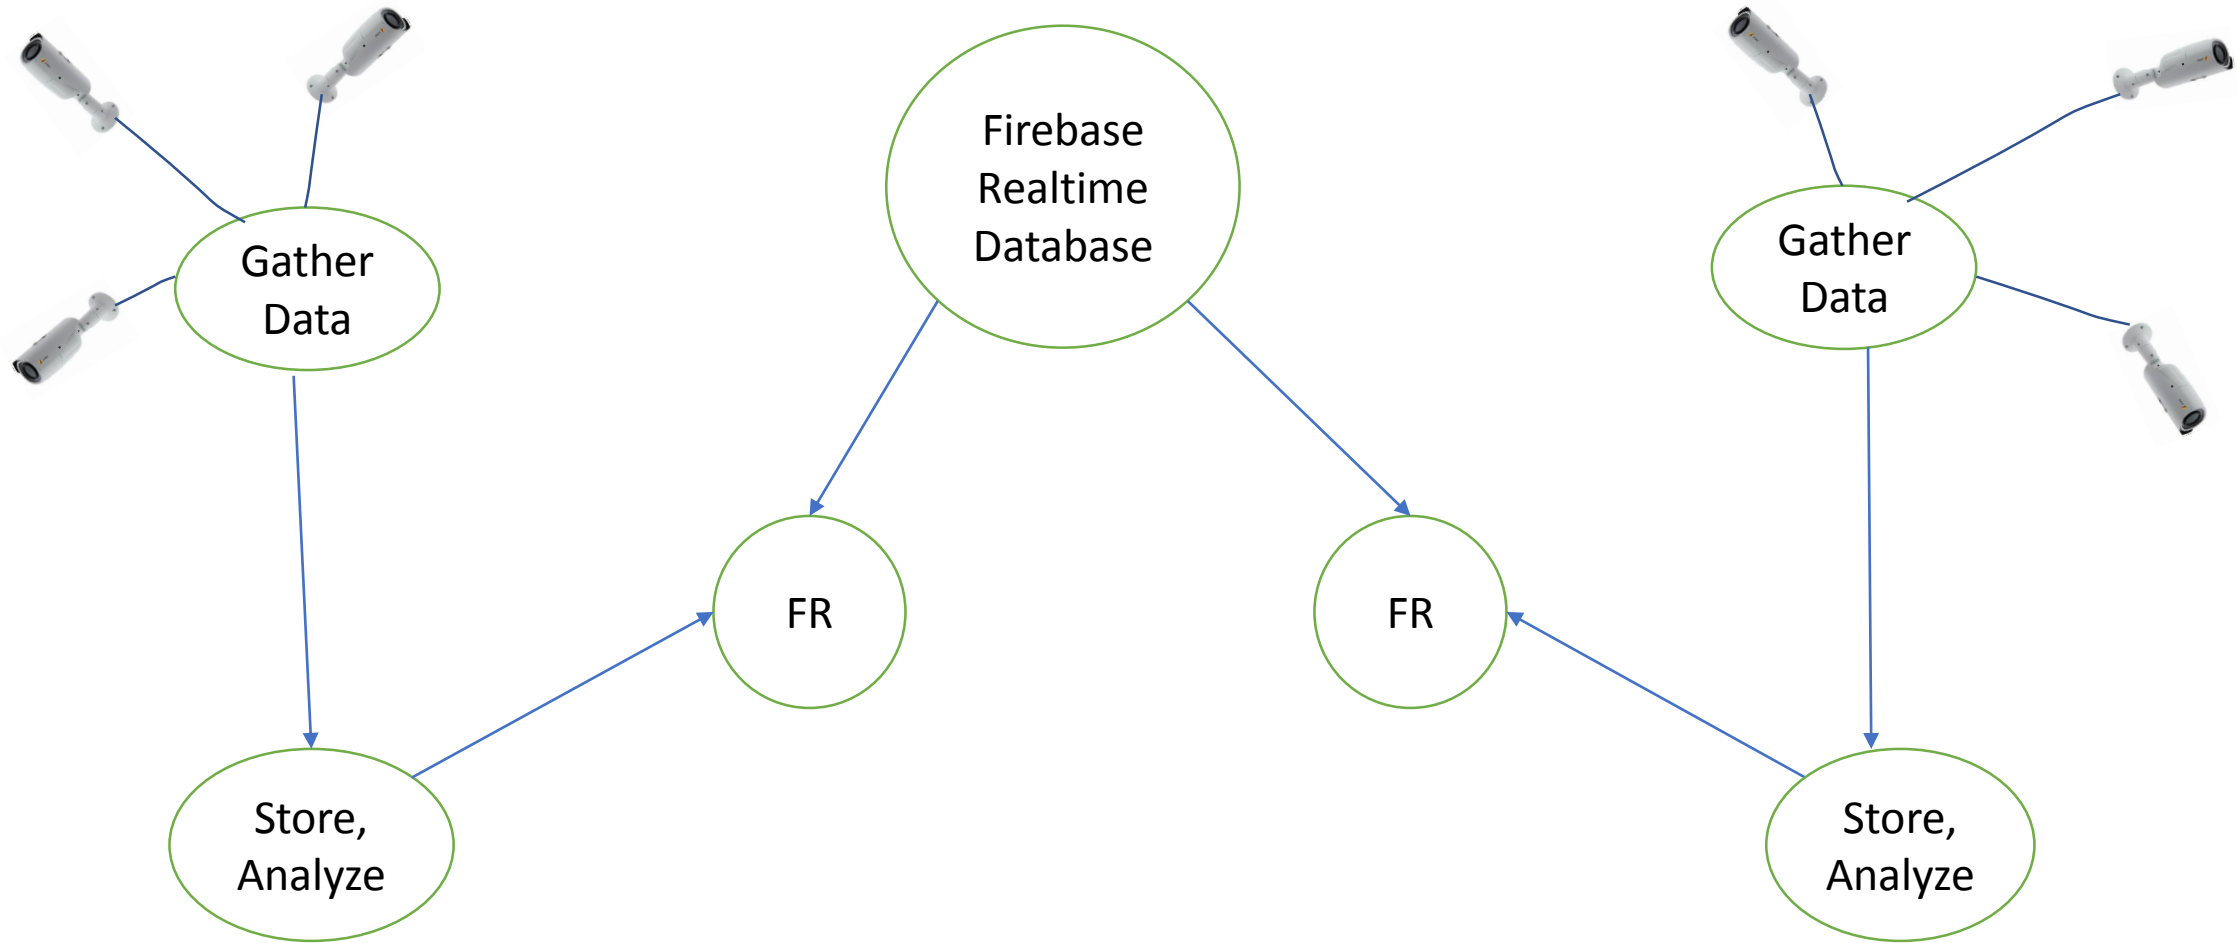 Firebase
Realtime
Database
Gather
Data
Gather
Data
FR
FR
Store,
Analyze
Store,
Analyze